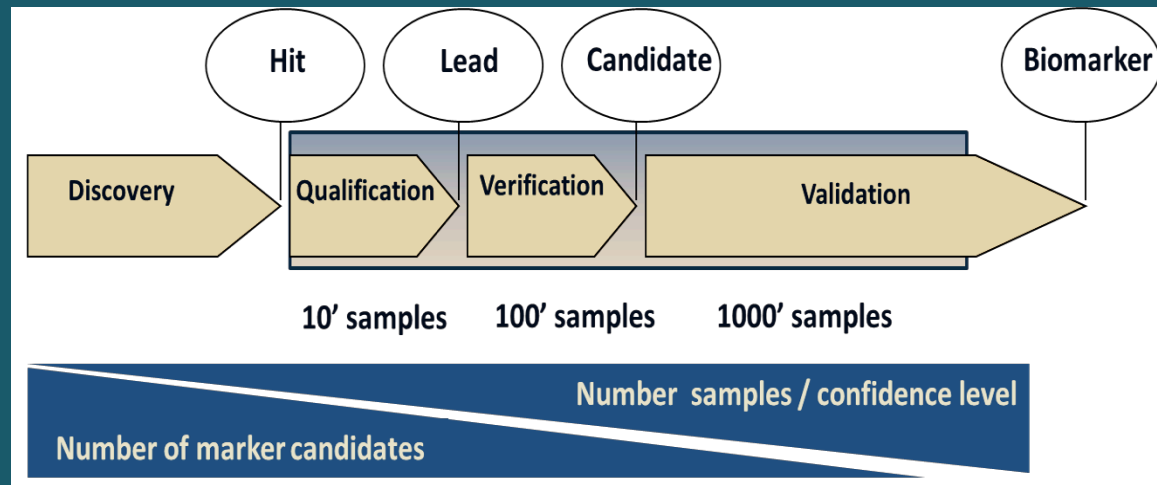 Hit
Lead
Candidate
Biomarker
Discovery
Qualification
Verification
Validation
10’ samples
100’ samples
1000’ samples
Number samples / confidence level
Number of marker candidates